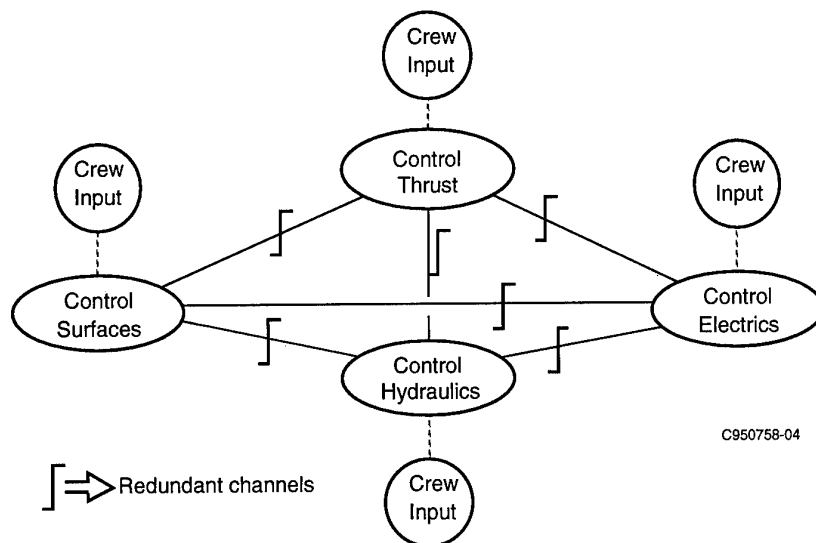 Crew
Input
Control
Thrust
Crew
Input
Crew
Input
Control
Surfaces
Control
Electrics
Control
Hydraulics
C950758-04
Redundant channels
Crew
Input